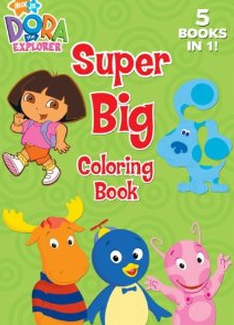 NICK JR.
5
BOOKS
IN 1!
DORA
the
EXPLORER
Super
Big
Coloring
Book